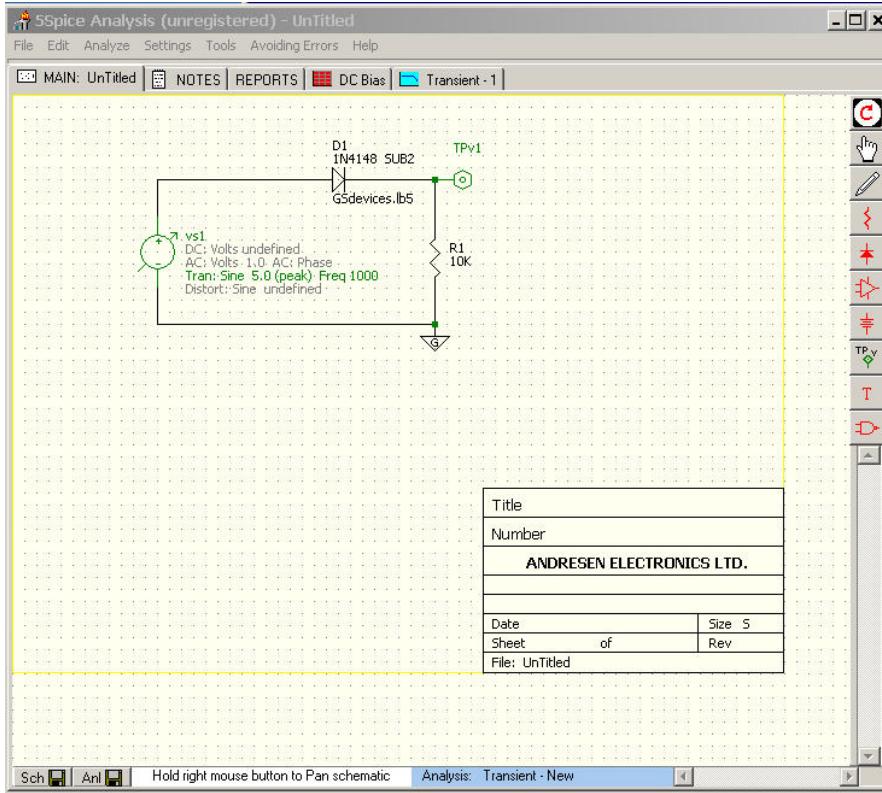 5Spice Analysis (unregistered) - UnTitled
File Edit Analyze Settings Tools Avoiding Errors Help
MAIN: UnTitled NOTES REPORTS DC Bias Transient - 1
D1
1N4148 SUB2
GSdevices.lb5
TPv1
vs1
DC: Volts undefined
AC: Volts 1.0 AC: Phase
Tran: Sine 5.0 (peak) Freq 1000
Distort: Sine undefined
R1
10K
G
C
TP V
T
Title
Number
ANDRESEN ELECTRONICS LTD.
Date Size S
Sheet of Rev
File: UnTitled
Sch Anl Hold right mouse button to Pan schematic Analysis: Transient - New